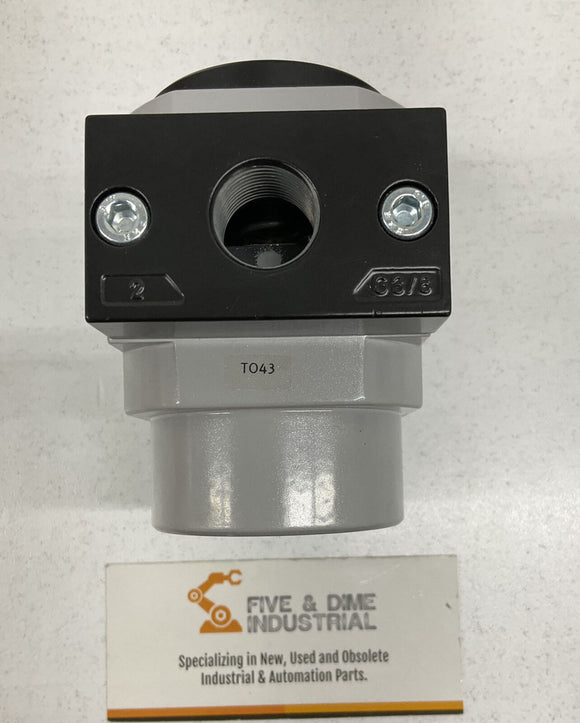 2
G3/8
TO43
FIVE & DIME
INDUSTRIAL
Specializing in New, Used and Obsolete
Industrial & Automation Parts.